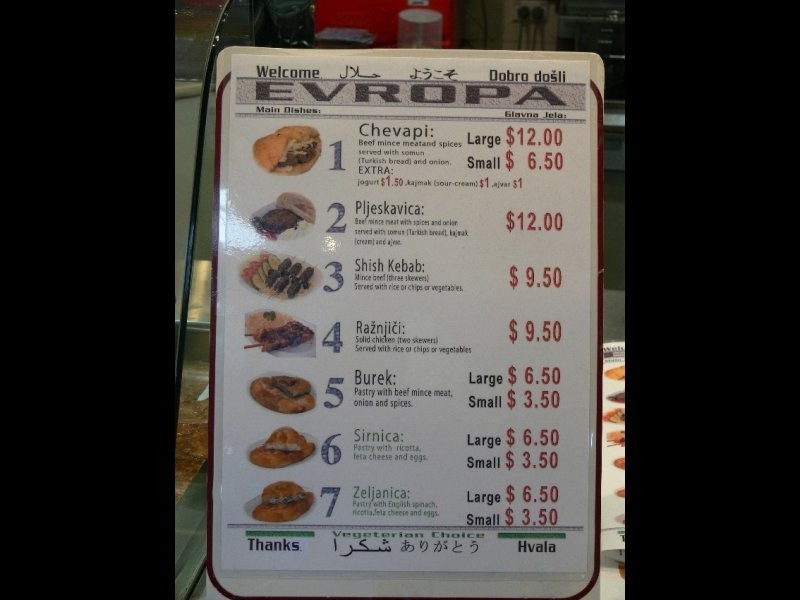 Welcome حلال ようこそ Dobro došli
EVROPA
Main Dishes: Glavna Jela:
1 Chevapi:
Beef mince meatand spices
served with somun
(Turkish bread) and onion.
Large $12.00
Small $ 6.50
EXTRA:
jogurt $1.50 ,kajmak (sour-cream) $1 ,ajvar $1
2 Pljeskavica:
Beef mince meat with spices and onion
served with somun (Turkish bread), kajmak
(cream) and ajvar.
$12.00
3 Shish Kebab:
Mince beef (three skewers)
Served with rice or chips or vegetables.
$ 9.50
4 Ražnjiči:
Solid chicken (two skewers)
Served with rice or chips or vegetables
$ 9.50
5 Burek:
Pastry with beef mince meat,
onion and spices.
Large $ 6.50
Small $ 3.50
6 Sirnica:
Pastry with ricotta,
feta cheese and eggs.
Large $ 6.50
Small $ 3.50
7 Zeljanica:
Pastry with English spinach,
ricotta,feta cheese and eggs.
Large $ 6.50
Small $ 3.50
Vegeterian Choice
Thanks شكرا ありがとう Hvala